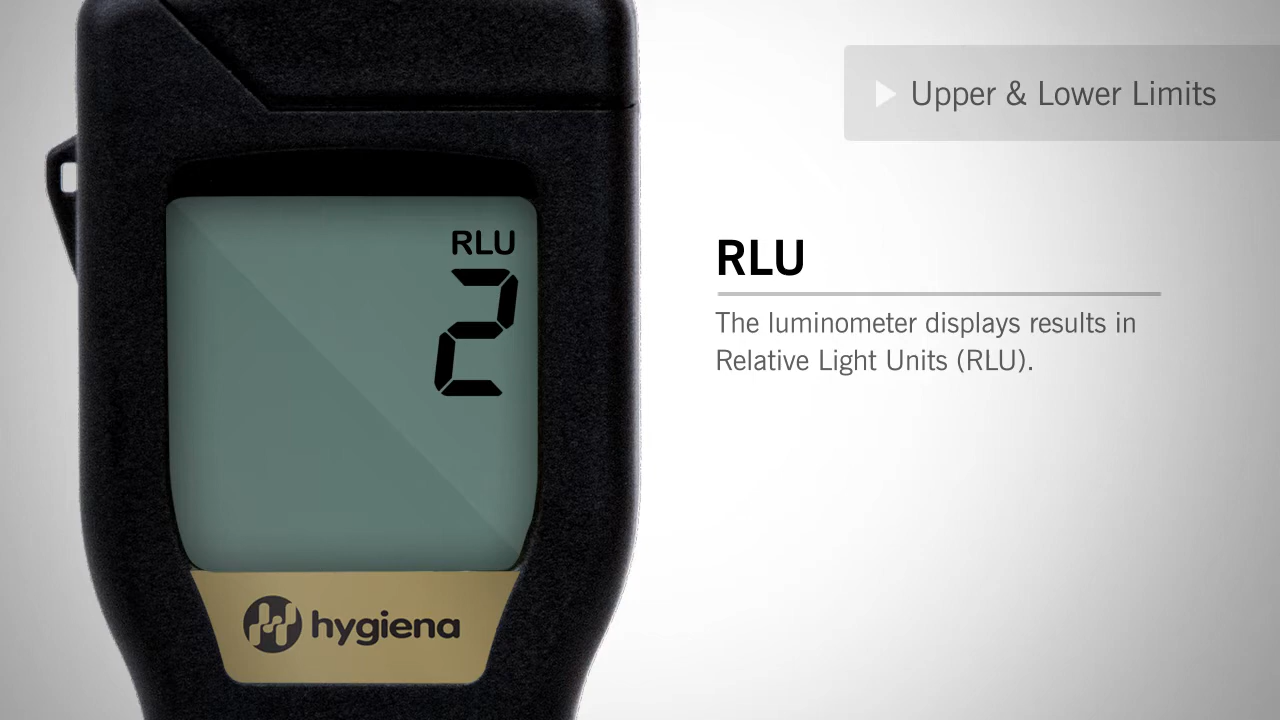 Upper & Lower Limits
RLU
2
RLU
The luminometer displays results in
Relative Light Units (RLU).
hygiena